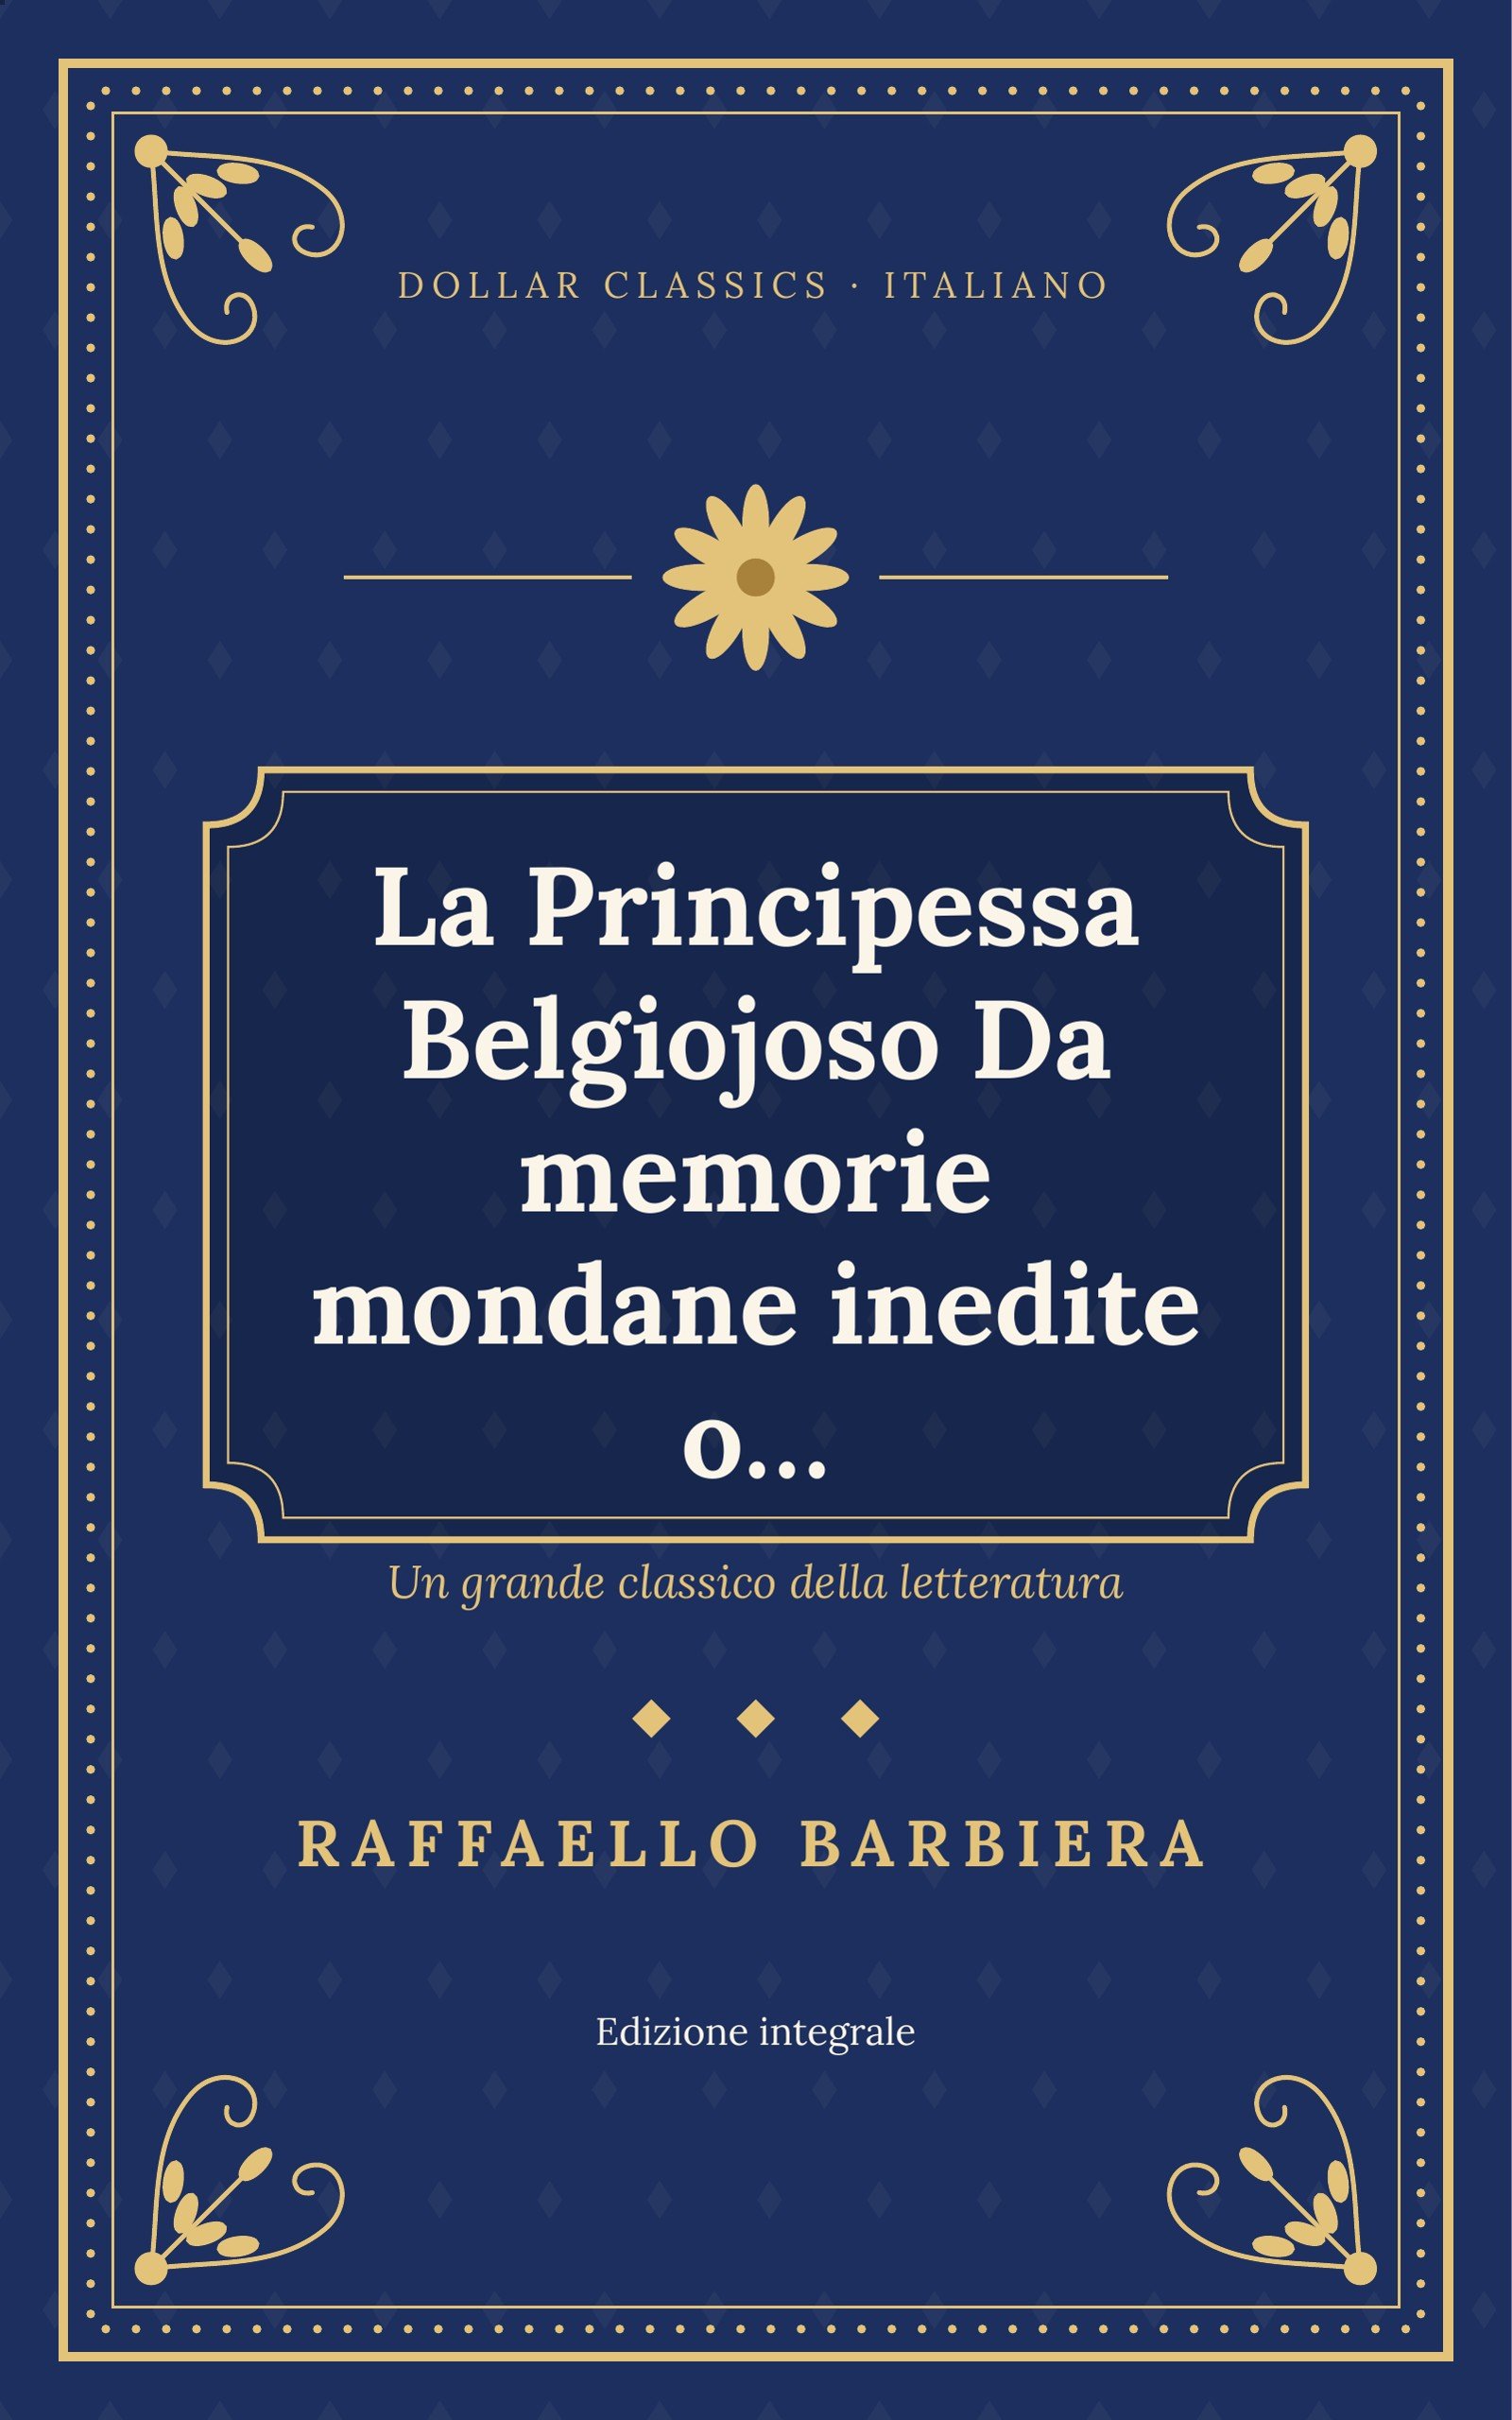 DOLLAR CLASSICS · ITALIANO
La Principessa
Belgiojoso Da
memorie
mondane inedite
o...
Un grande classico della letteratura
RAFFAELLO BARBIERA
Edizione integrale